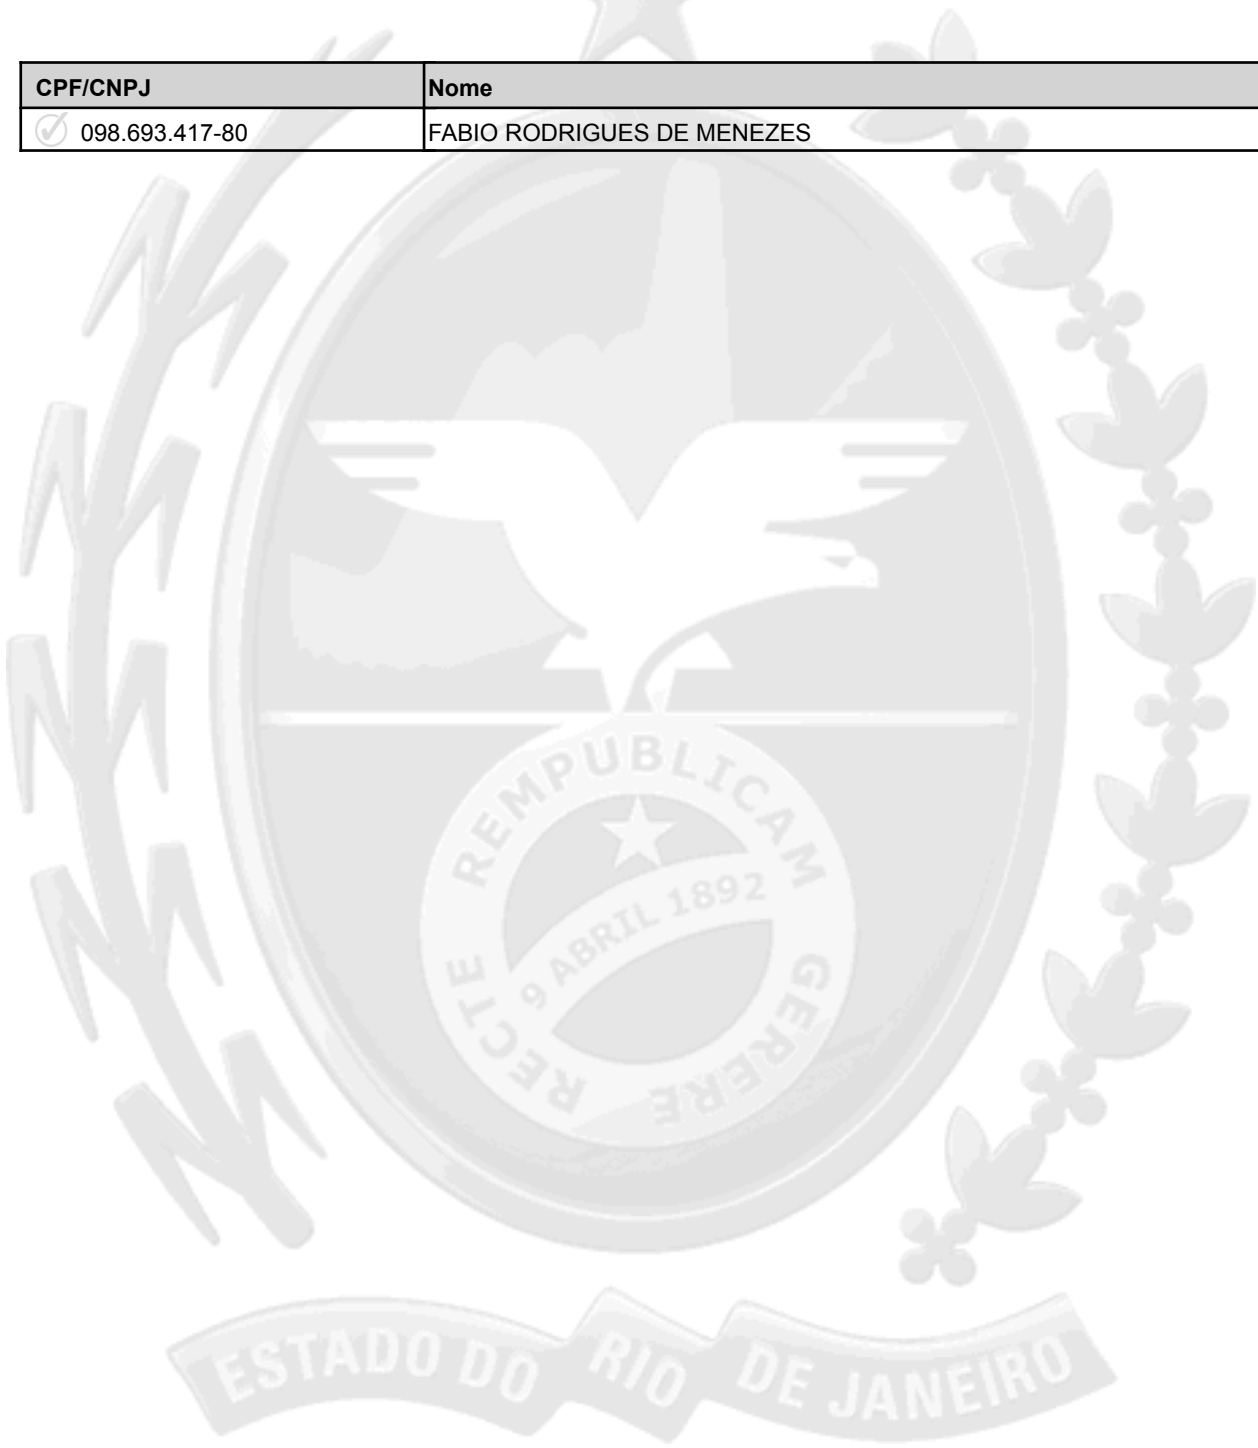 CPF/CNPJ Nome
098.693.417-80 FABIO RODRIGUES DE MENEZES
REMPUBLICAM
9 ABRIL 1892
RECTE GERERE
ESTADO DO RIO DE JANEIRO